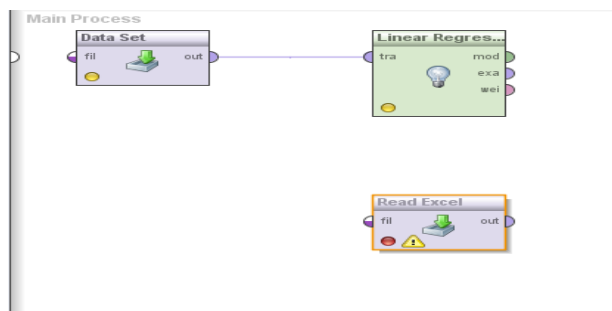 Main Process
Data Set
fil out
Linear Regres...
tra mod
exa
wei
Read Excel
fil out